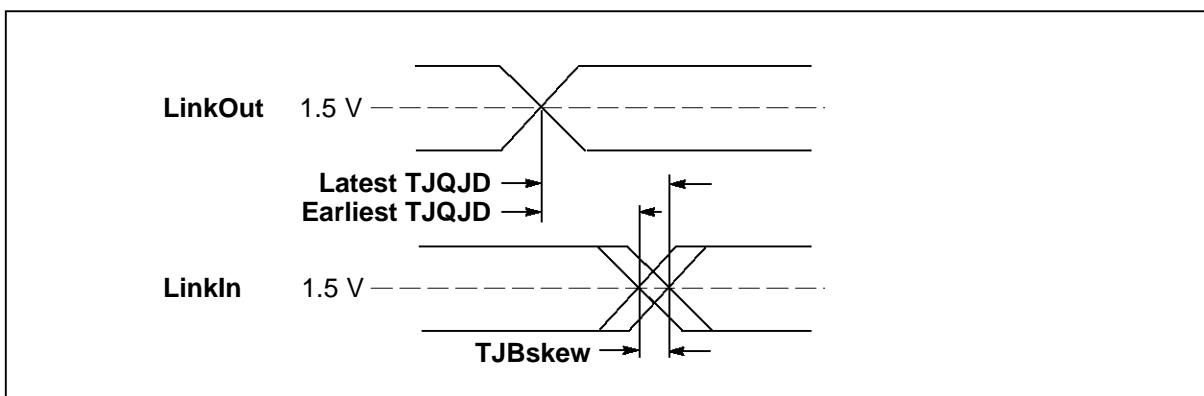 LinkOut 1.5 V
Latest TJQJD
Earliest TJQJD
LinkIn 1.5 V
TJBskew